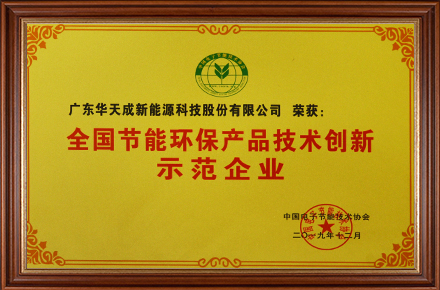 广东华天成新能源科技股份有限公司 荣获：
全国节能环保产品技术创新
示范企业
中国电子节能技术协会
二〇一九年十二月